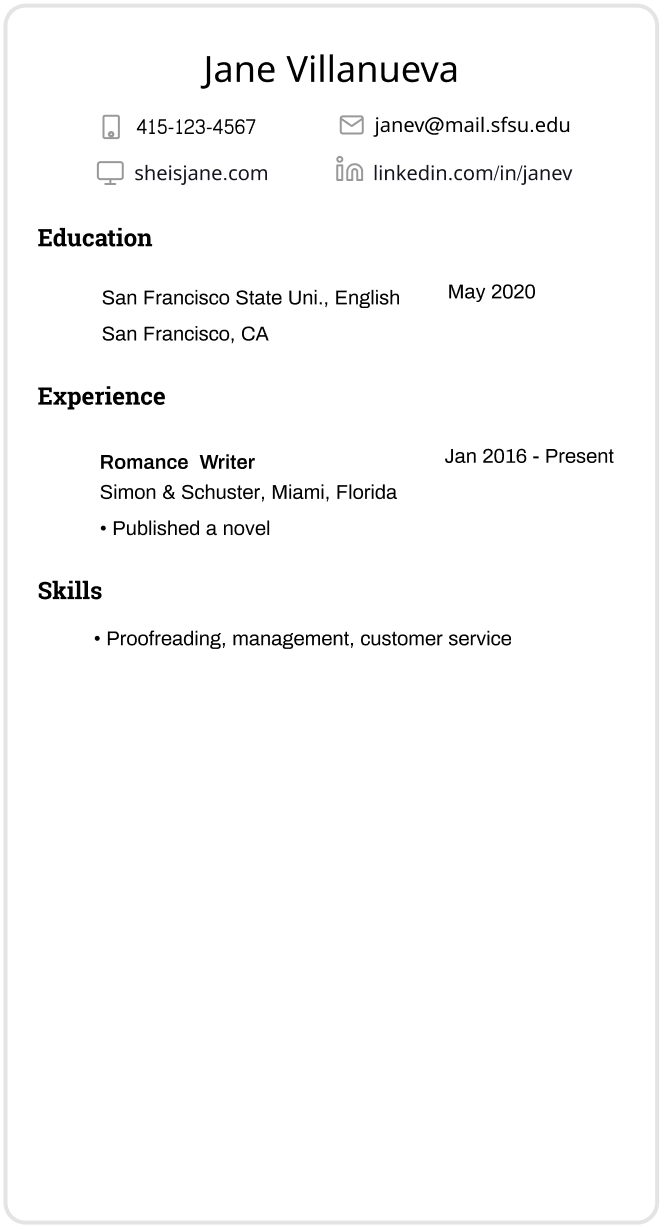 Jane Villanueva
415-123-4567 janev@mail.sfsu.edu
sheisjane.com linkedin.com/in/janev
Education
San Francisco State Uni., English May 2020
San Francisco, CA
Experience
Romance Writer Jan 2016 - Present
Simon & Schuster, Miami, Florida
• Published a novel
Skills
• Proofreading, management, customer service